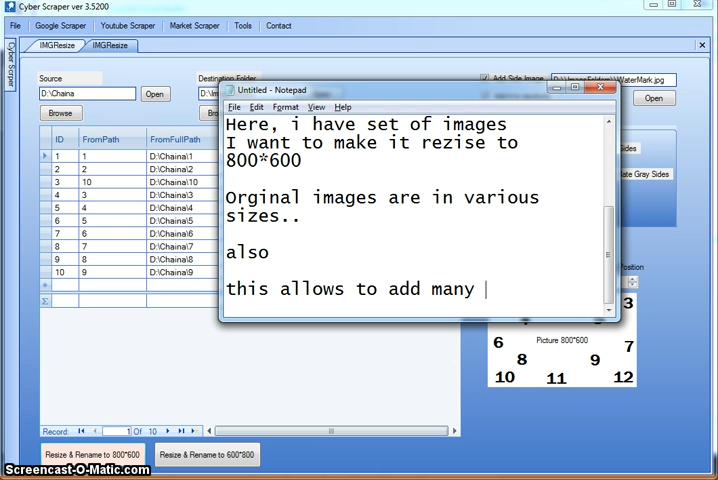 Cyber Scraper ver 3.5200
File Google Scraper Youtube Scraper Market Scraper Tools Contact
Cyber Scrper
IMGResize IMGResize
Source
D:\Chaina Open
Browse
Destination Folder
D:\Im
Add Side Image D:\ImageFolders\\WaterMark.jpg
Open
ID FromPath FromFullPath
1 1 D:\Chaina\1
2 2 D:\Chaina\2
3 10 D:\Chaina\10
4 3 D:\Chaina\3
5 4 D:\Chaina\4
6 5 D:\Chaina\5
7 6 D:\Chaina\6
8 7 D:\Chaina\7
9 8 D:\Chaina\8
10 9 D:\Chaina\9
Untitled - Notepad
File Edit Format View Help
Here, i have set of images
I want to make it rezise to
800*600
Orginal images are in various
sizes..
also
this allows to add many
Sides
Gray Sides
Position
3
6 Picture 800*600 7
8 9
10 11 12
Record: 1 Of 10
Resize & Rename to 800*600 Resize & Rename to 600*800
Screencast-O-Matic.com